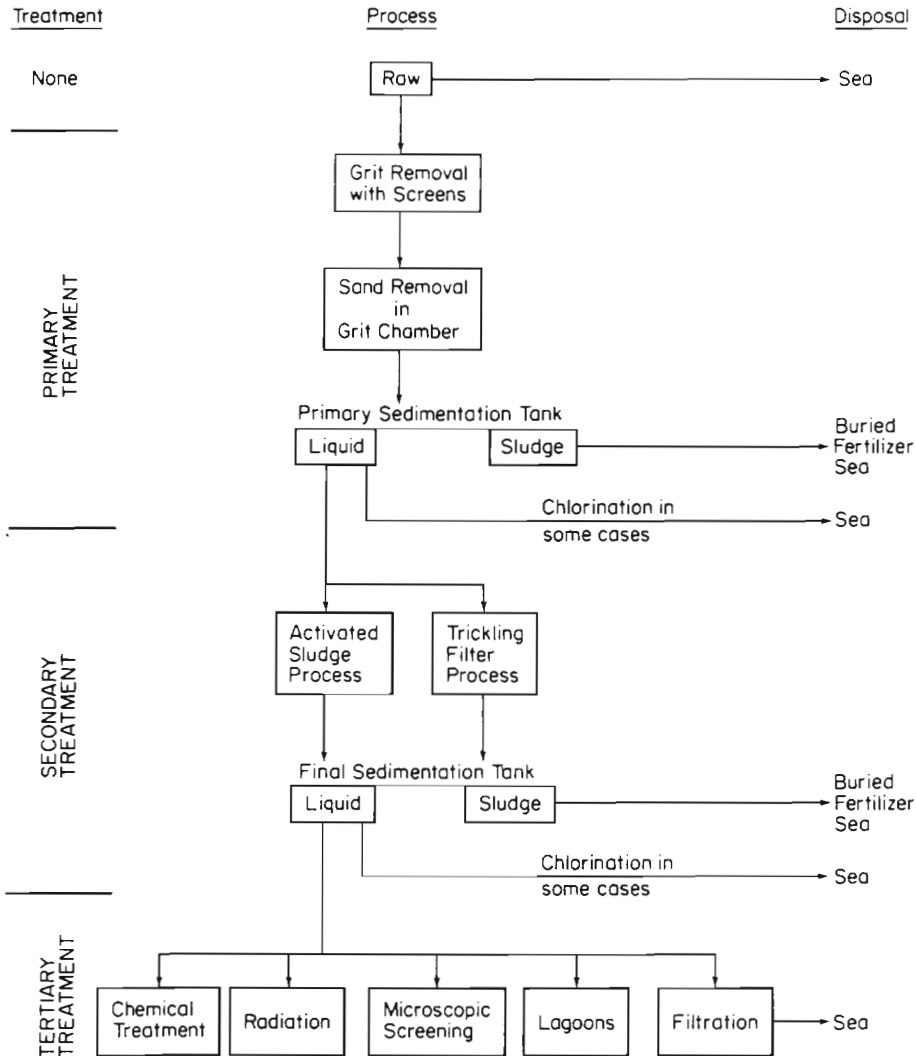 Treatment Process Disposal
None
Raw
Sea
Grit Removal
with Screens
Sand Removal
in
Grit Chamber
PRIMARY
TREATMENT
Primary Sedimentation Tank
Liquid
Sludge
Buried
Fertilizer
Sea
Chlorination in
some cases
Sea
Activated
Sludge
Process
Trickling
Filter
Process
SECONDARY
TREATMENT
Final Sedimentation Tank
Liquid
Sludge
Buried
Fertilizer
Sea
Chlorination in
some cases
Sea
TERTIARY
TREATMENT
Chemical
Treatment
Radiation
Microscopic
Screening
Lagoons
Filtration
Sea